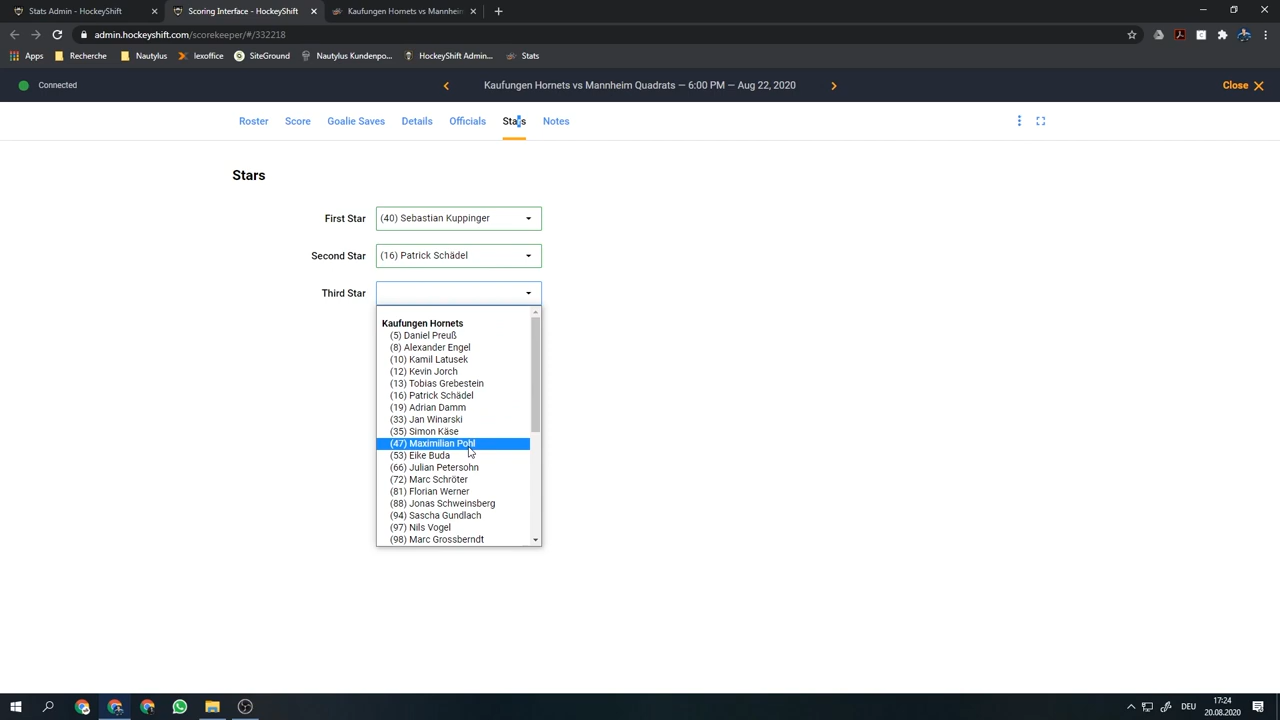 Stats Admin - HockeyShift
Scoring Interface - HockeyShift
Kaufungen Hornets vs Mannheim
admin.hockeyshift.com/scorekeeper/#/332218
Apps Recherche Nautylus lexoffice SiteGround Nautylus Kundenpo... HockeyShift Admin... Stats
Connected
Kaufungen Hornets vs Mannheim Quadrats — 6:00 PM — Aug 22, 2020
Close
Roster Score Goalie Saves Details Officials Stars Notes
Stars
First Star (40) Sebastian Kuppinger
Second Star (16) Patrick Schädel
Third Star
Kaufungen Hornets
(5) Daniel Preuß
(8) Alexander Engel
(10) Kamil Latusek
(12) Kevin Jorch
(13) Tobias Grebestein
(16) Patrick Schädel
(19) Adrian Damm
(33) Jan Winarski
(35) Simon Käse
(47) Maximilian Pohl
(53) Eike Buda
(66) Julian Petersohn
(72) Marc Schröter
(81) Florian Werner
(88) Jonas Schweinsberg
(94) Sascha Gundlach
(97) Nils Vogel
(98) Marc Grossberndt
DEU
17:24
20.08.2020